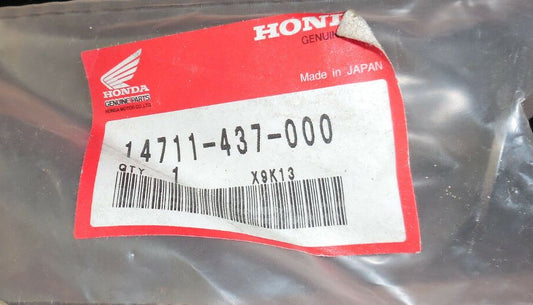 HONDA
GENUINE
Made in JAPAN
HONDA
GENUINE PARTS
HONDA MOTOR CO.,LTD.
14711-437-000
QTY 1 X9K13